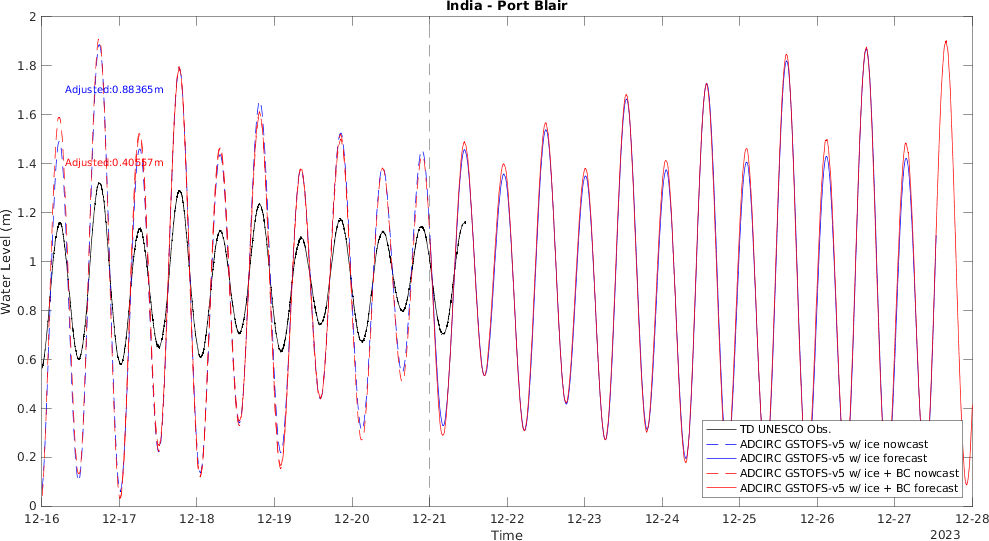 India - Port Blair
2
1.8
1.6
1.4
1.2
1
0.8
0.6
0.4
0.2
0
Water Level (m)
Adjusted:0.88365m
Adjusted:0.40557m
TD UNESCO Obs.
ADCIRC GSTOFS-v5 w/ ice nowcast
ADCIRC GSTOFS-v5 w/ ice forecast
ADCIRC GSTOFS-v5 w/ ice + BC nowcast
ADCIRC GSTOFS-v5 w/ ice + BC forecast
12-16 12-17 12-18 12-19 12-20 12-21 12-22 12-23 12-24 12-25 12-26 12-27 12-28
Time
2023